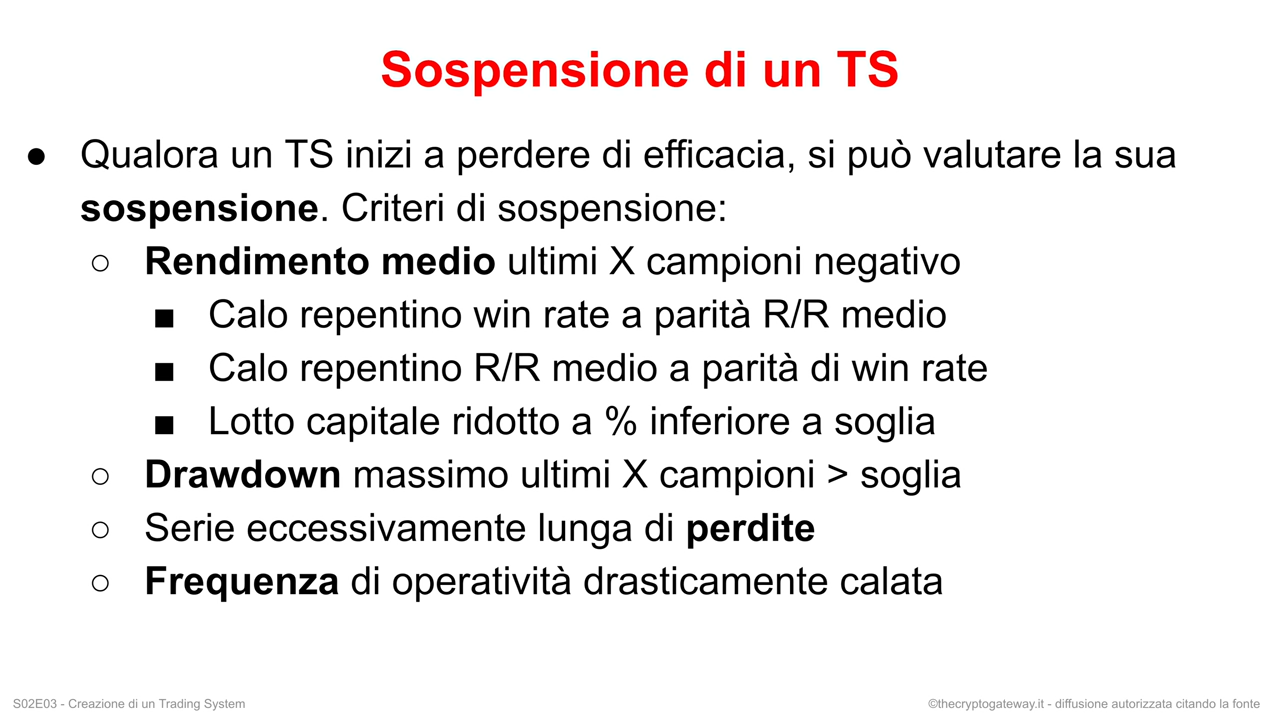 Sospensione di un TS
● Qualora un TS inizi a perdere di efficacia, si può valutare la sua
sospensione. Criteri di sospensione:
○ Rendimento medio ultimi X campioni negativo
■ Calo repentino win rate a parità R/R medio
■ Calo repentino R/R medio a parità di win rate
■ Lotto capitale ridotto a % inferiore a soglia
○ Drawdown massimo ultimi X campioni > soglia
○ Serie eccessivamente lunga di perdite
○ Frequenza di operatività drasticamente calata
S02E03 - Creazione di un Trading System
©thecryptogateway.it - diffusione autorizzata citando la fonte